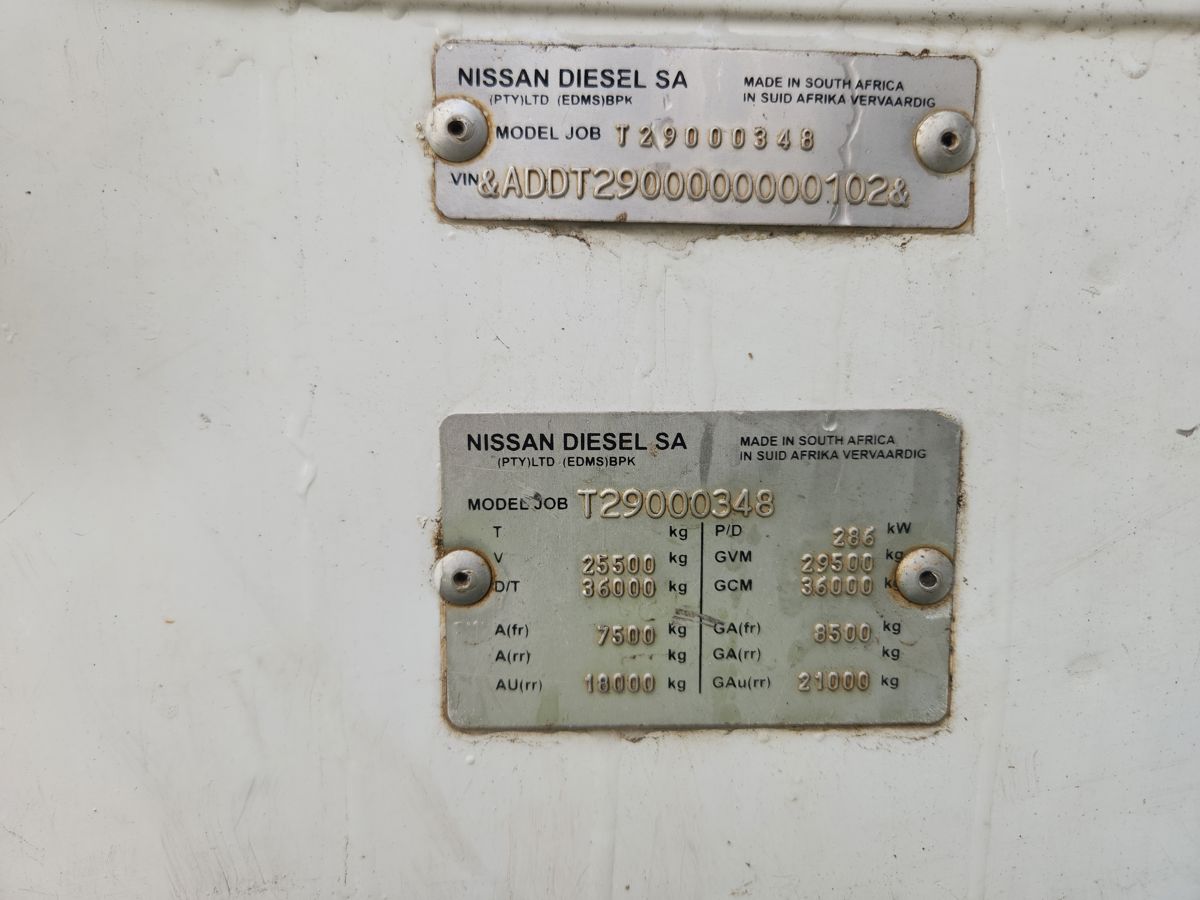 NISSAN DIESEL SA
(PTY)LTD (EDMS)BPK
MADE IN SOUTH AFRICA
IN SUID AFRIKA VERVAARDIG
MODEL JOB T29000348
VIN &ADDT2900000000102&
NISSAN DIESEL SA
(PTY)LTD (EDMS)BPK
MADE IN SOUTH AFRICA
IN SUID AFRIKA VERVAARDIG
MODEL JOB T29000348
T kg P/D 286 kW
V 25500 kg GVM 29500 kg
D/T 36000 kg GCM 36000 kg
A(fr) 7500 kg GA(fr) 8500 kg
A(rr) kg GA(rr) kg
AU(rr) 18000 kg GAu(rr) 21000 kg